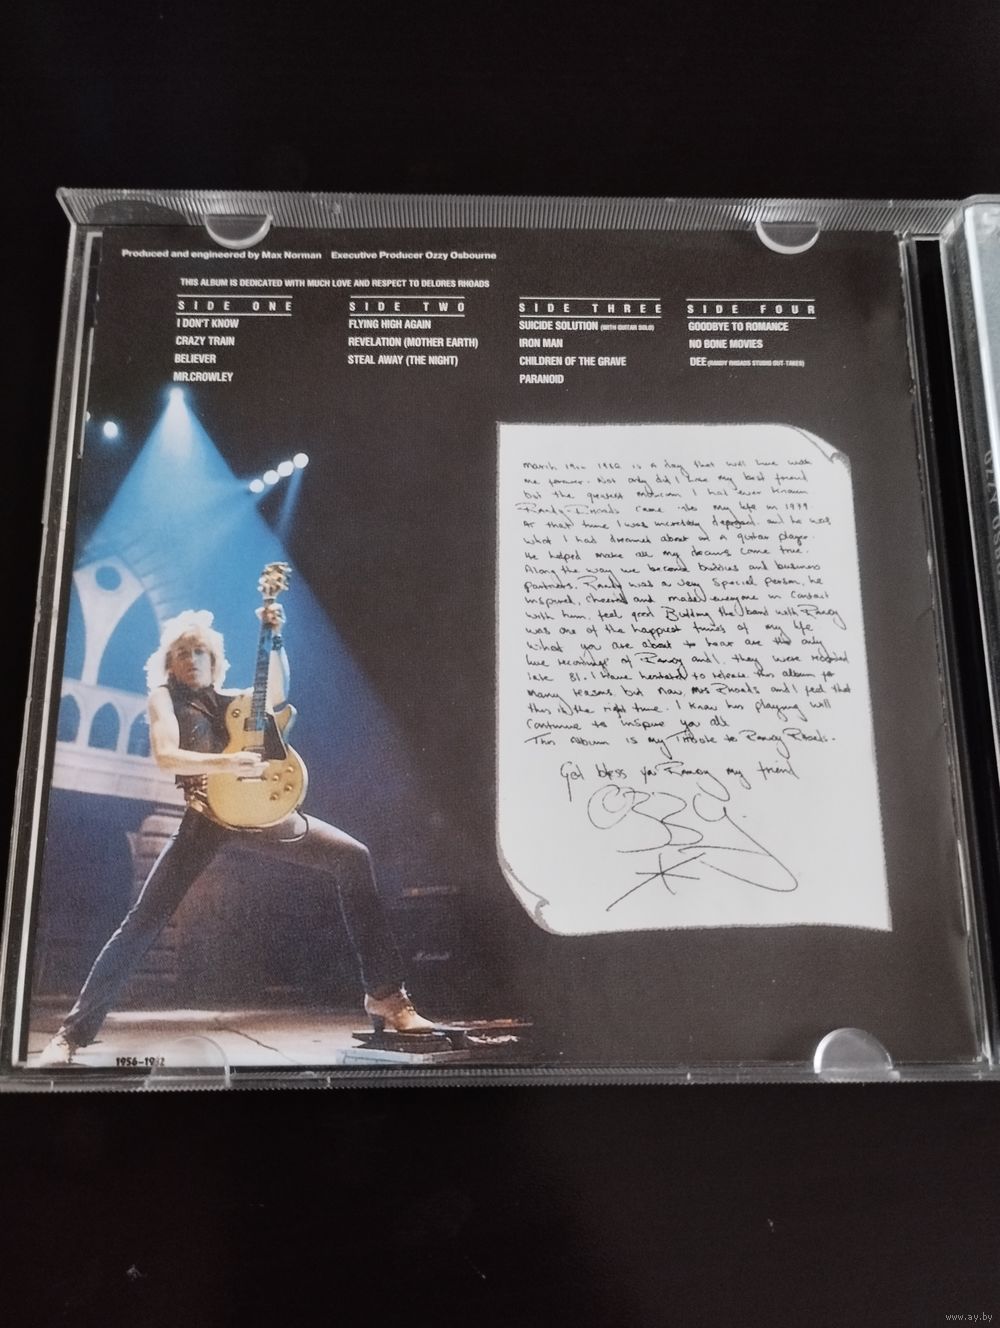 Produced and engineered by Max Norman Executive Producer Ozzy Osbourne
THIS ALBUM IS DEDICATED WITH MUCH LOVE AND RESPECT TO DELORES RHOADS
SIDE ONE
I DON'T KNOW
CRAZY TRAIN
BELIEVER
MR.CROWLEY
SIDE TWO
FLYING HIGH AGAIN
REVELATION (MOTHER EARTH)
STEAL AWAY (THE NIGHT)
SIDE THREE
SUICIDE SOLUTION (WITH GUITAR SOLO)
IRON MAN
CHILDREN OF THE GRAVE
PARANOID
SIDE FOUR
GOODBYE TO ROMANCE
NO BONE MOVIES
DEE (RANDY RHOADS STUDIO OUT-TAKES)
March 19th 1982 is a day that will live with
me forever. Not only did I lose my best friend
but the greatest musician I had ever known
Randy Rhoads came into my life in 1979.
At that time I was incredibly depressed and he was
what I had dreamed about in a guitar player.
He helped make all my dreams come true.
Along the way we became buddies and business
partners. Randy was a very special person, he
inspired, cheered and made everyone in contact
with him, feel good. Building the band with Randy
was one of the happiest times of my life.
What you are about to hear are the only
live recordings of Randy and I. they were recorded
late 81. I have hesitated to release this album for
many reasons but now, Mrs Rhoads and I feel that
this is the right time. I know his playing will
continue to inspire you all.
This Album is my Tribute to Randy Rhoads.
God bless you Randy my friend
Ozzy
Marshall
1956-1982
www.ay.by